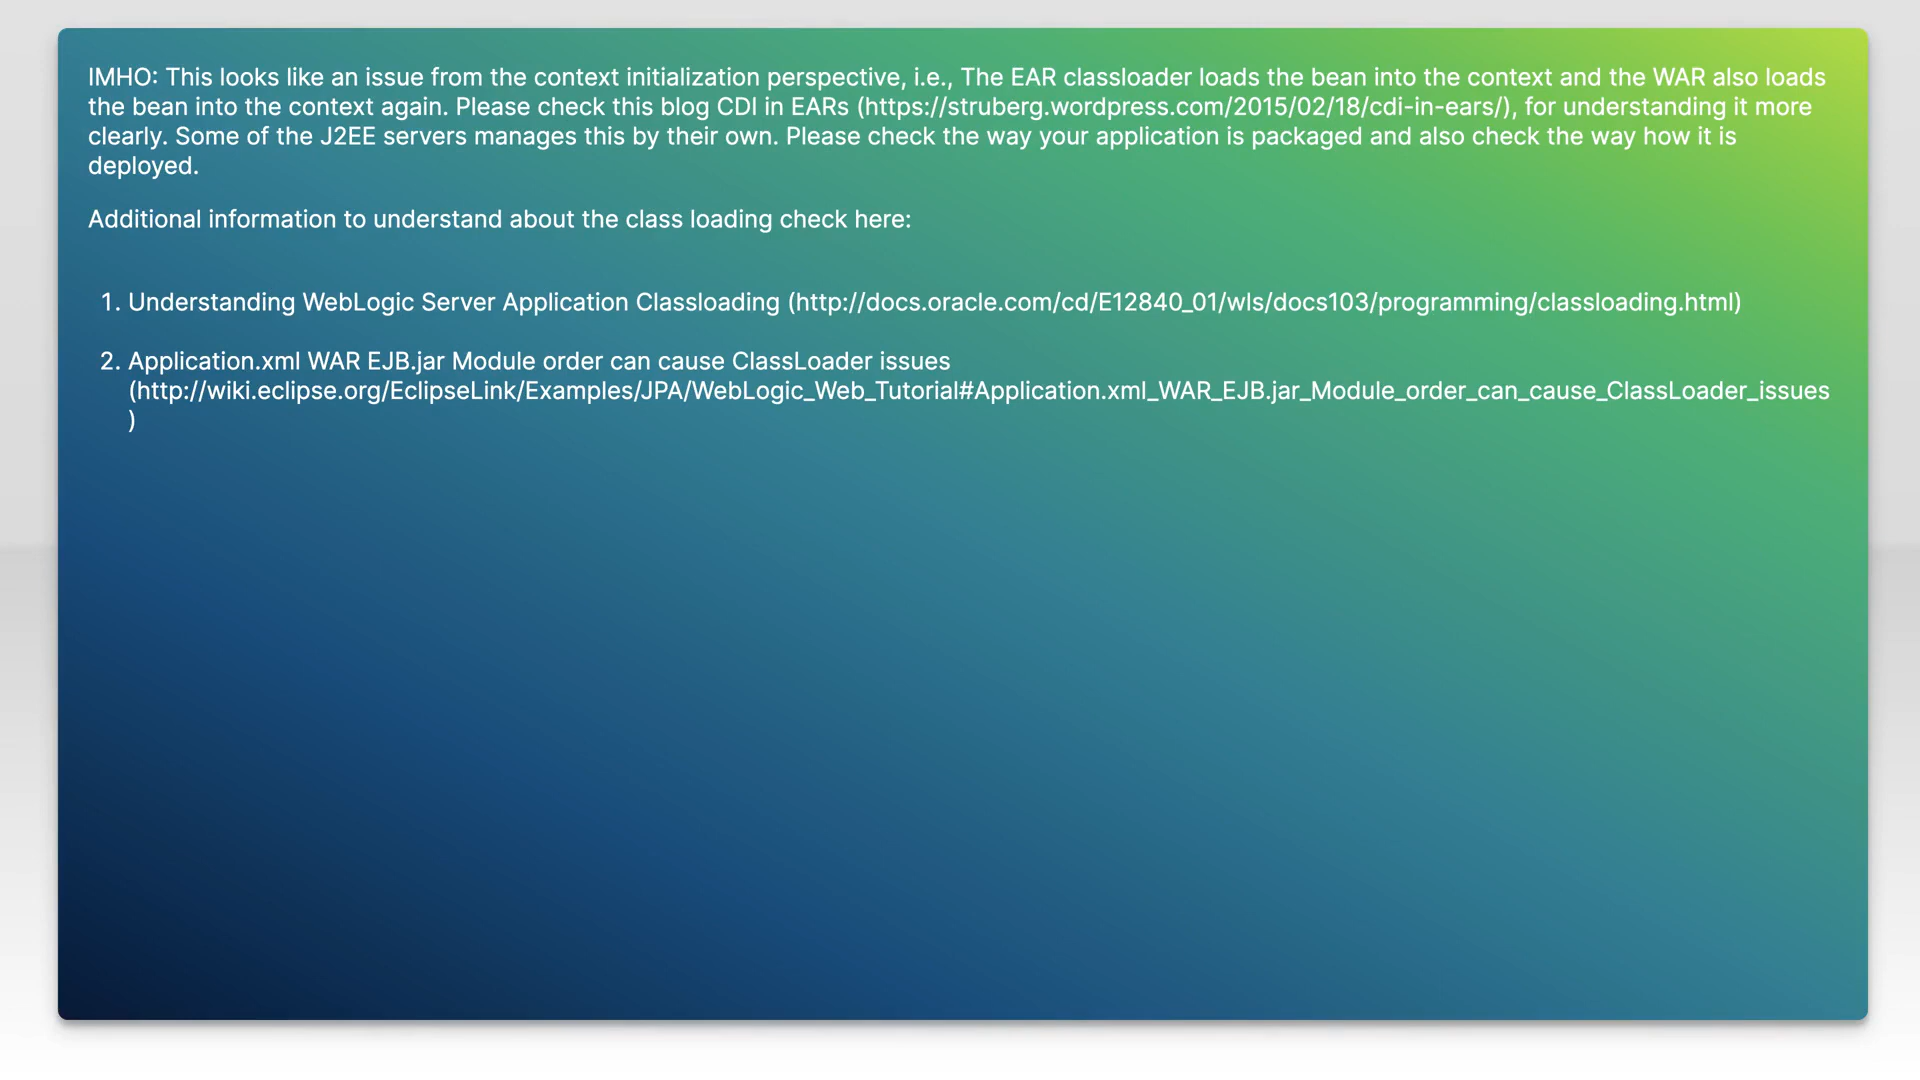 IMHO: This looks like an issue from the context initialization perspective, i.e., The EAR classloader loads the bean into the context and the WAR also loads
the bean into the context again. Please check this blog CDI in EARs (https://struberg.wordpress.com/2015/02/18/cdi-in-ears/), for understanding it more
clearly. Some of the J2EE servers manages this by their own. Please check the way your application is packaged and also check the way how it is
deployed.
Additional information to understand about the class loading check here:
1. Understanding WebLogic Server Application Classloading (http://docs.oracle.com/cd/E12840_01/wls/docs103/programming/classloading.html)
2. Application.xml WAR EJB.jar Module order can cause ClassLoader issues
(http://wiki.eclipse.org/EclipseLink/Examples/JPA/WebLogic_Web_Tutorial#Application.xml_WAR_EJB.jar_Module_order_can_cause_ClassLoader_issues
)